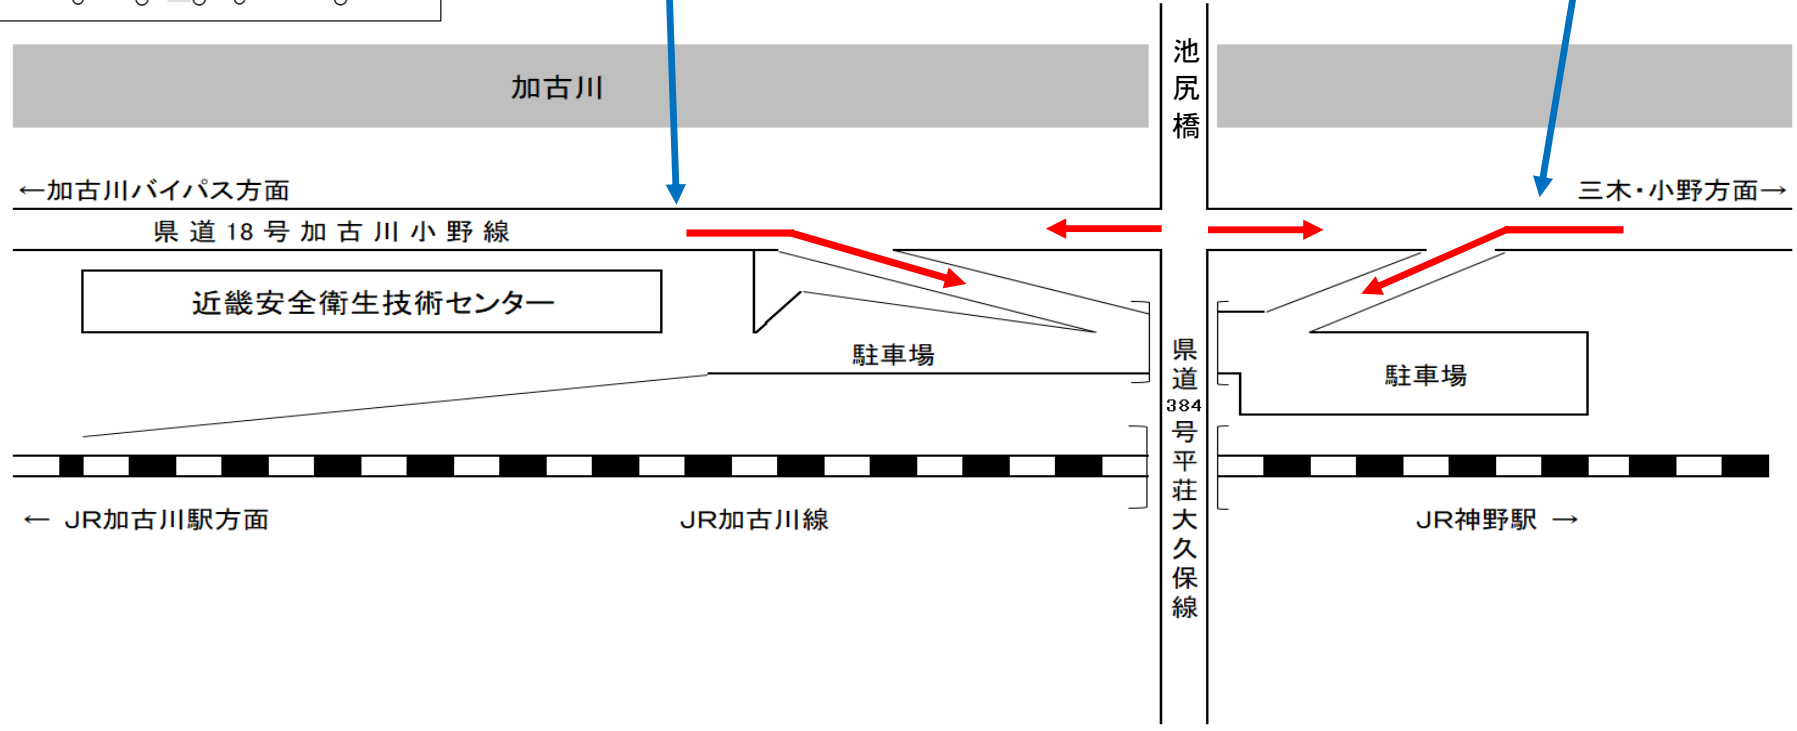 加古川
池尻橋
←加古川バイパス方面
三木・小野方面→
県道18号加古川小野線
近畿安全衛生技術センター
駐車場
駐車場
県道384号平荘大久保線
← JR加古川駅方面
JR加古川線
JR神野駅 →